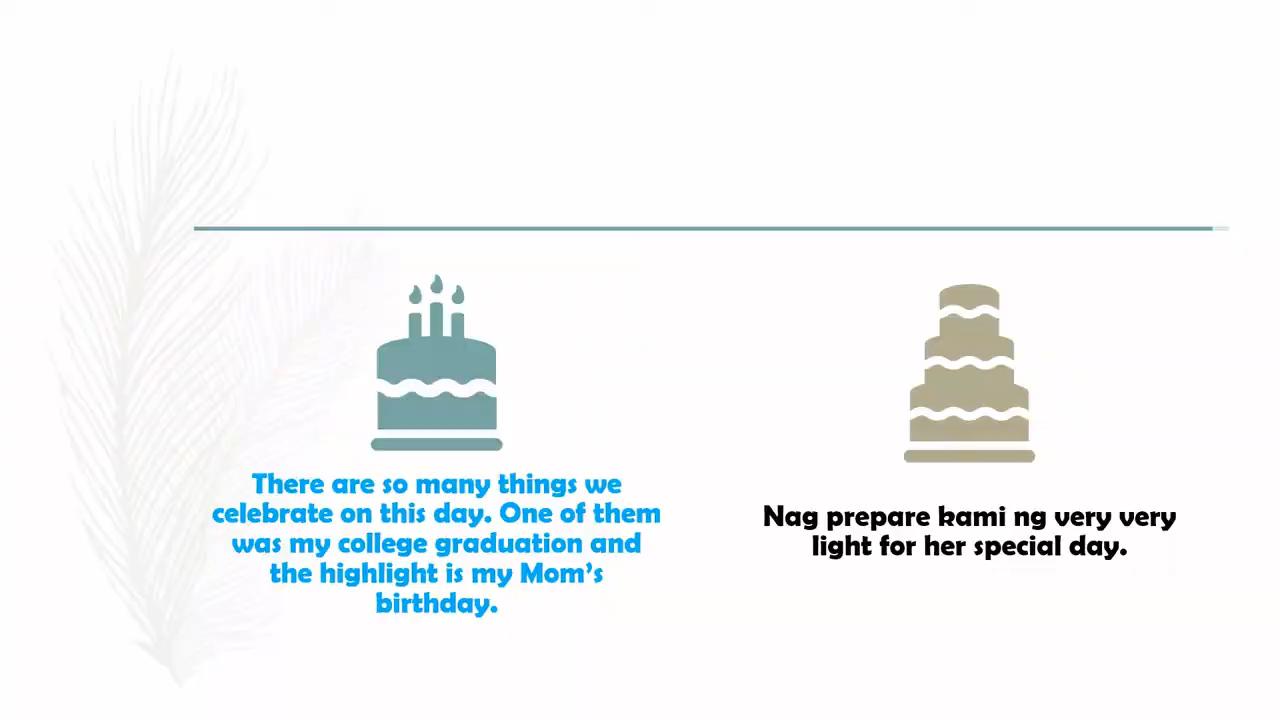 There are so many things we
celebrate on this day. One of them
was my college graduation and
the highlight is my Mom's
birthday.
Nag prepare kami ng very very
light for her special day.